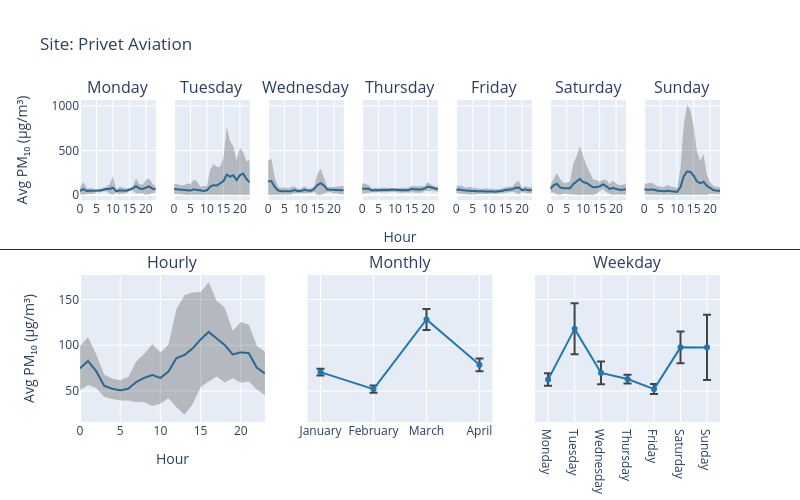 Site: Privet Aviation
Monday Tuesday Wednesday Thursday Friday Saturday Sunday
Avg PM₁₀ (µg/m³)
1000
500
0
0 5 10 15 20 0 5 10 15 20 0 5 10 15 20 0 5 10 15 20 0 5 10 15 20 0 5 10 15 20 0 5 10 15 20
Hour
Hourly Monthly Weekday
Avg PM₁₀ (µg/m³)
150
100
50
0 5 10 15 20
Hour
January February March April
Monday
Tuesday
Wednesday
Thursday
Friday
Saturday
Sunday